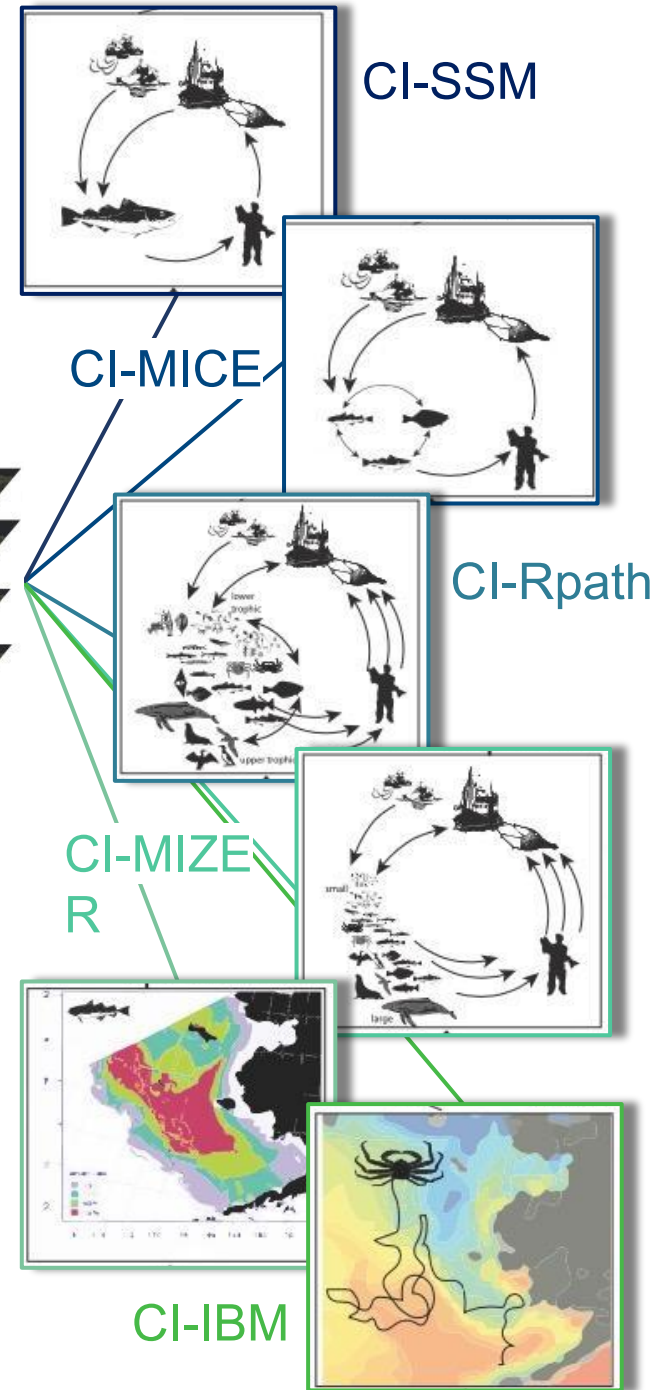 CI-SSM
CI-MICE
CI-Rpath
lower
trophic
upper trophic
CI-MIZE
R
small
large
CI-IBM